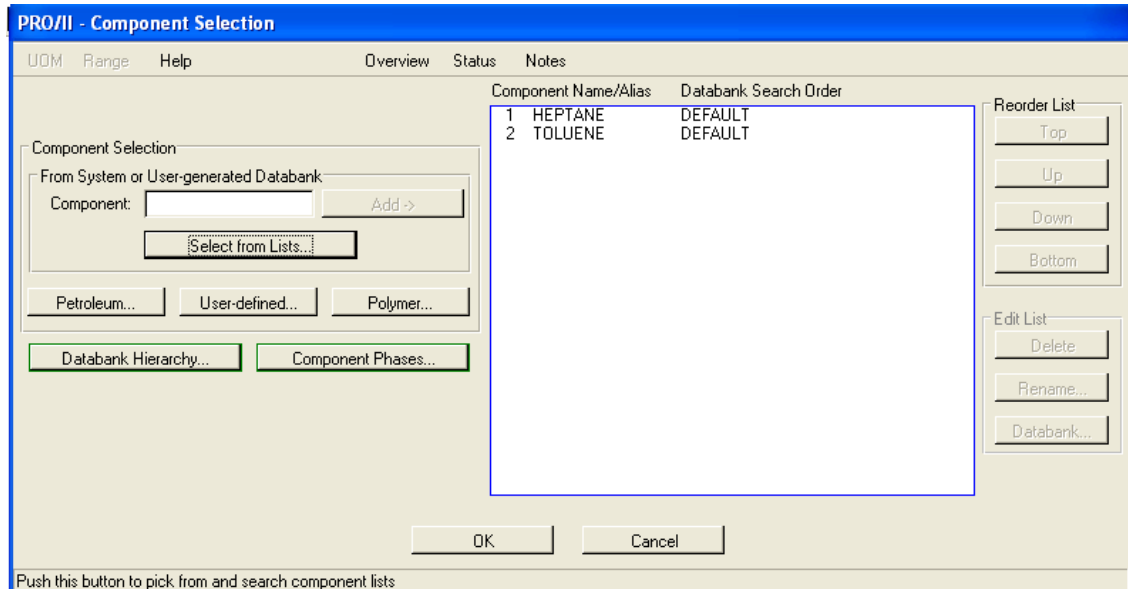 PRO/II - Component Selection
UOM Range Help Overview Status Notes
Component Name/Alias Databank Search Order
1 HEPTANE DEFAULT
2 TOLUENE DEFAULT
Component Selection
From System or User-generated Databank
Component: Add ->
Select from Lists...
Petroleum... User-defined... Polymer...
Databank Hierarchy... Component Phases...
Reorder List
Top
Up
Down
Bottom
Edit List
Delete
Rename...
Databank...
OK Cancel
Push this button to pick from and search component lists